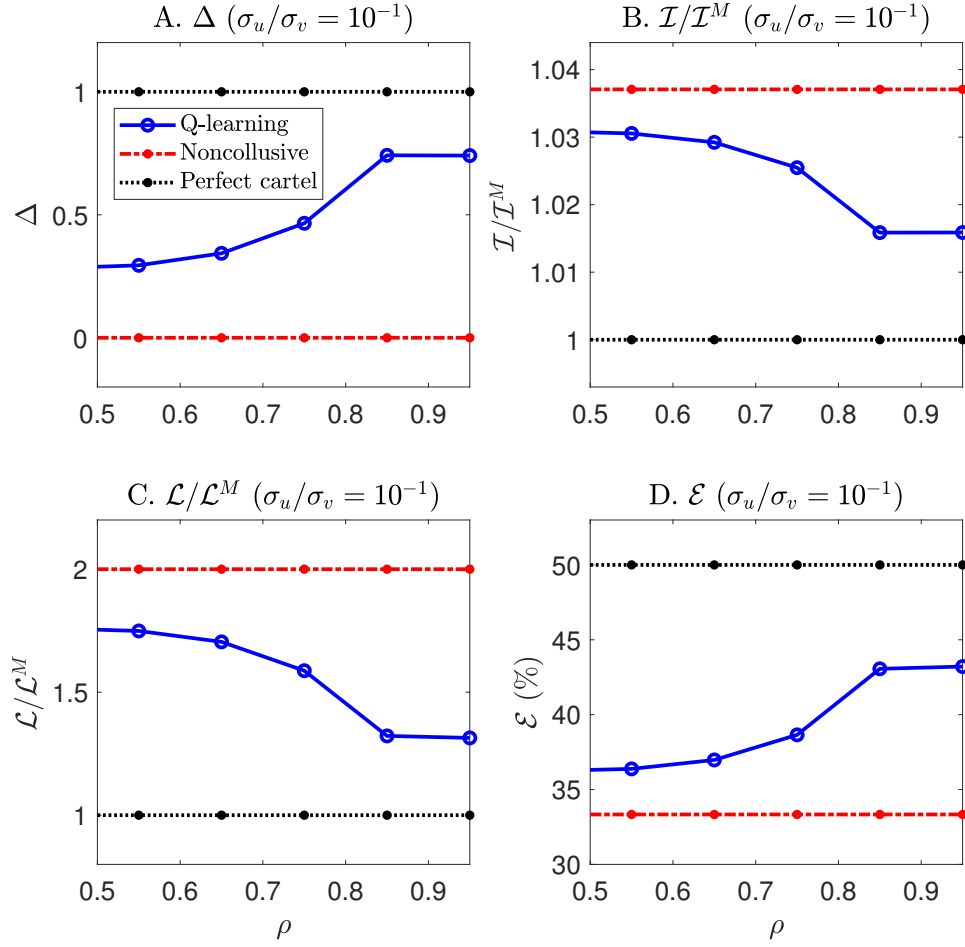 A. Δ (σ_u/σ_v = 10^{-1})
1
0.5
0
Δ
Q-learning
Noncollusive
Perfect cartel
0.5 0.6 0.7 0.8 0.9
ρ
B. 𝓘/𝓘^M (σ_u/σ_v = 10^{-1})
1.04
1.03
1.02
1.01
1
𝓘/𝓘^M
0.5 0.6 0.7 0.8 0.9
C. 𝓛/𝓛^M (σ_u/σ_v = 10^{-1})
2
1.5
1
𝓛/𝓛^M
0.5 0.6 0.7 0.8 0.9
D. 𝓔 (σ_u/σ_v = 10^{-1})
50
45
40
35
30
𝓔 (%)
0.5 0.6 0.7 0.8 0.9
ρ